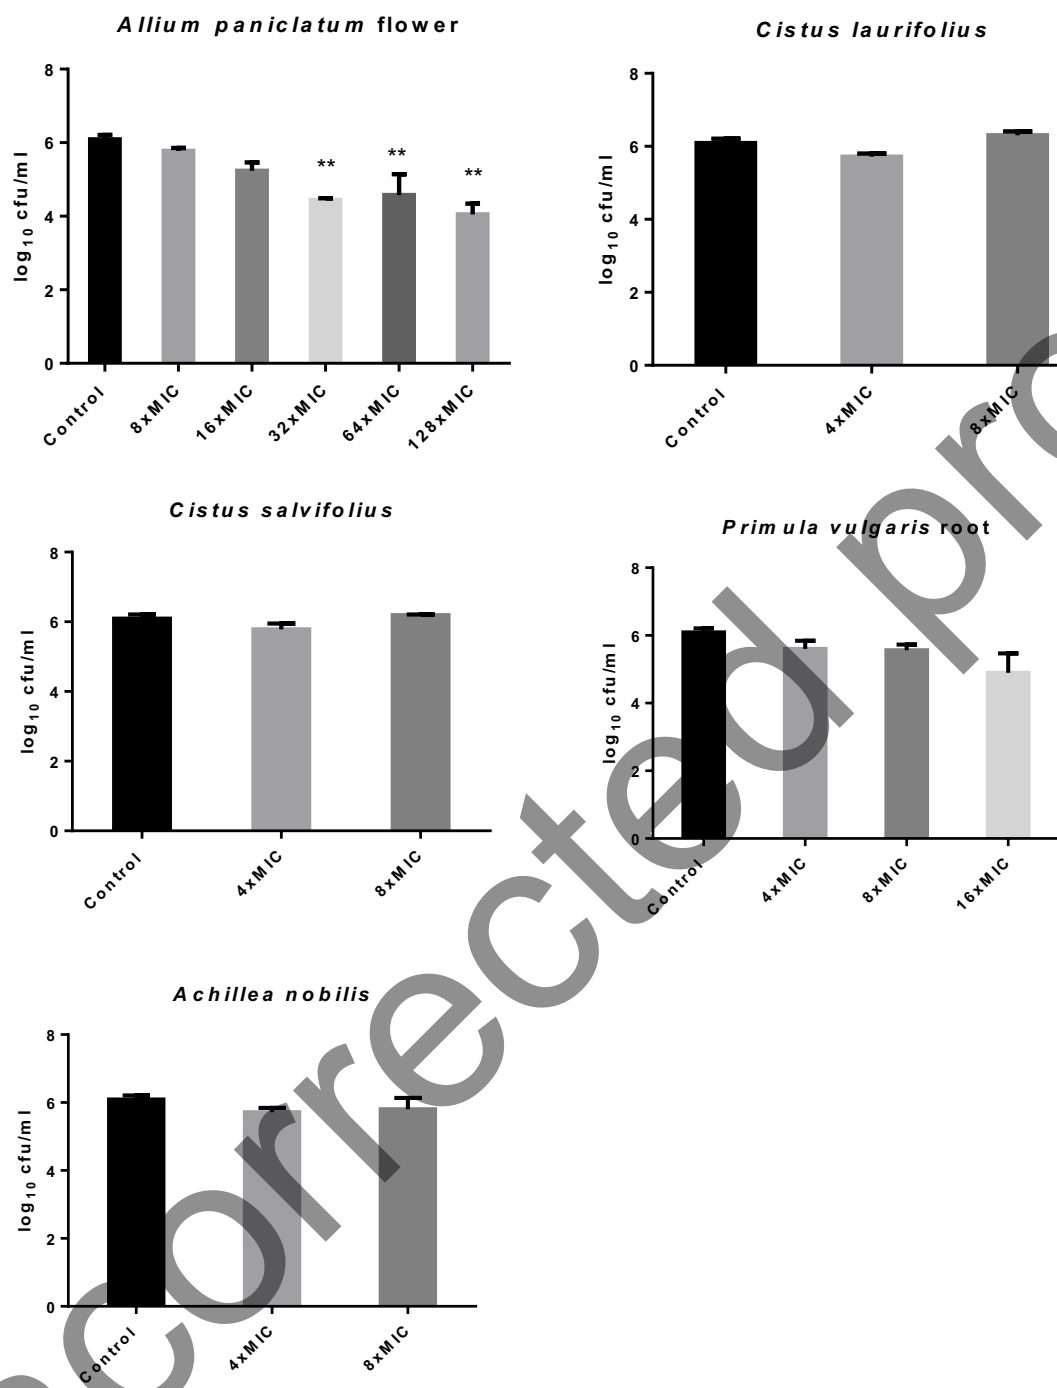 Allium paniclatum flower
log10 cfu/ml
8
6
4
2
0
** ** **
Control 8xMIC 16xMIC 32xMIC 64xMIC 128xMIC
Cistus laurifolius
log10 cfu/ml
8
6
4
2
0
Control 4xMIC 8xMIC
Cistus salvifolius
log10 cfu/ml
8
6
4
2
0
Control 4xMIC 8xMIC
Primula vulgaris root
log10 cfu/ml
8
6
4
2
0
Control 4xMIC 8xMIC 16xMIC
Achillea nobilis
log10 cfu/ml
8
6
4
2
0
Control 4xMIC 8xMIC
corrected pro